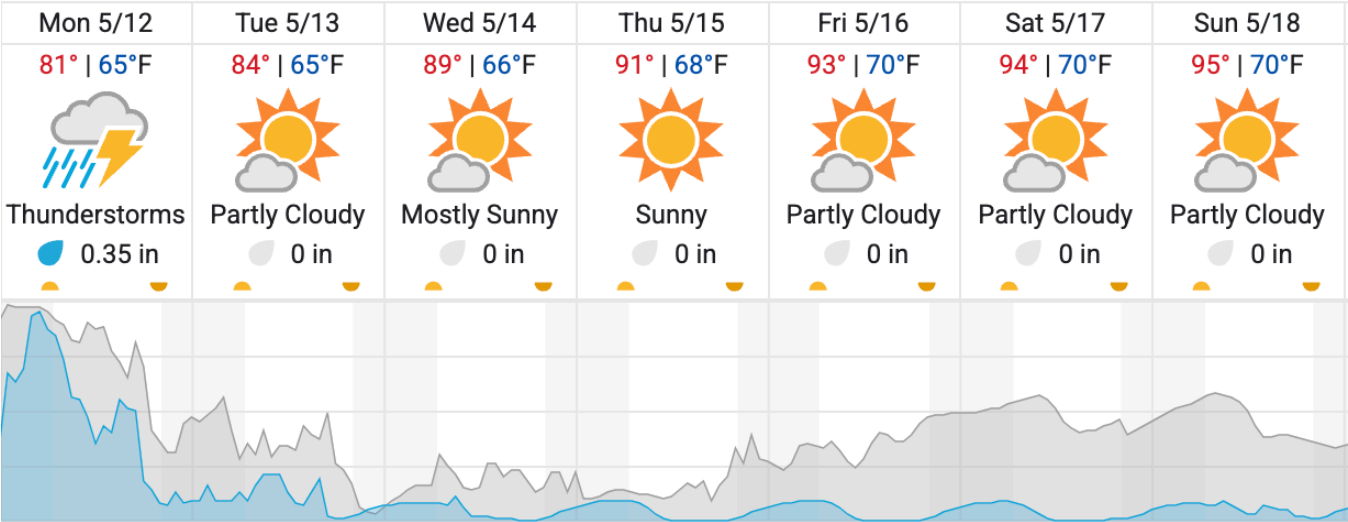 Mon 5/12 Tue 5/13 Wed 5/14 Thu 5/15 Fri 5/16 Sat 5/17 Sun 5/18
81° | 65°F 84° | 65°F 89° | 66°F 91° | 68°F 93° | 70°F 94° | 70°F 95° | 70°F
Thunderstorms Partly Cloudy Mostly Sunny Sunny Partly Cloudy Partly Cloudy Partly Cloudy
0.35 in 0 in 0 in 0 in 0 in 0 in 0 in